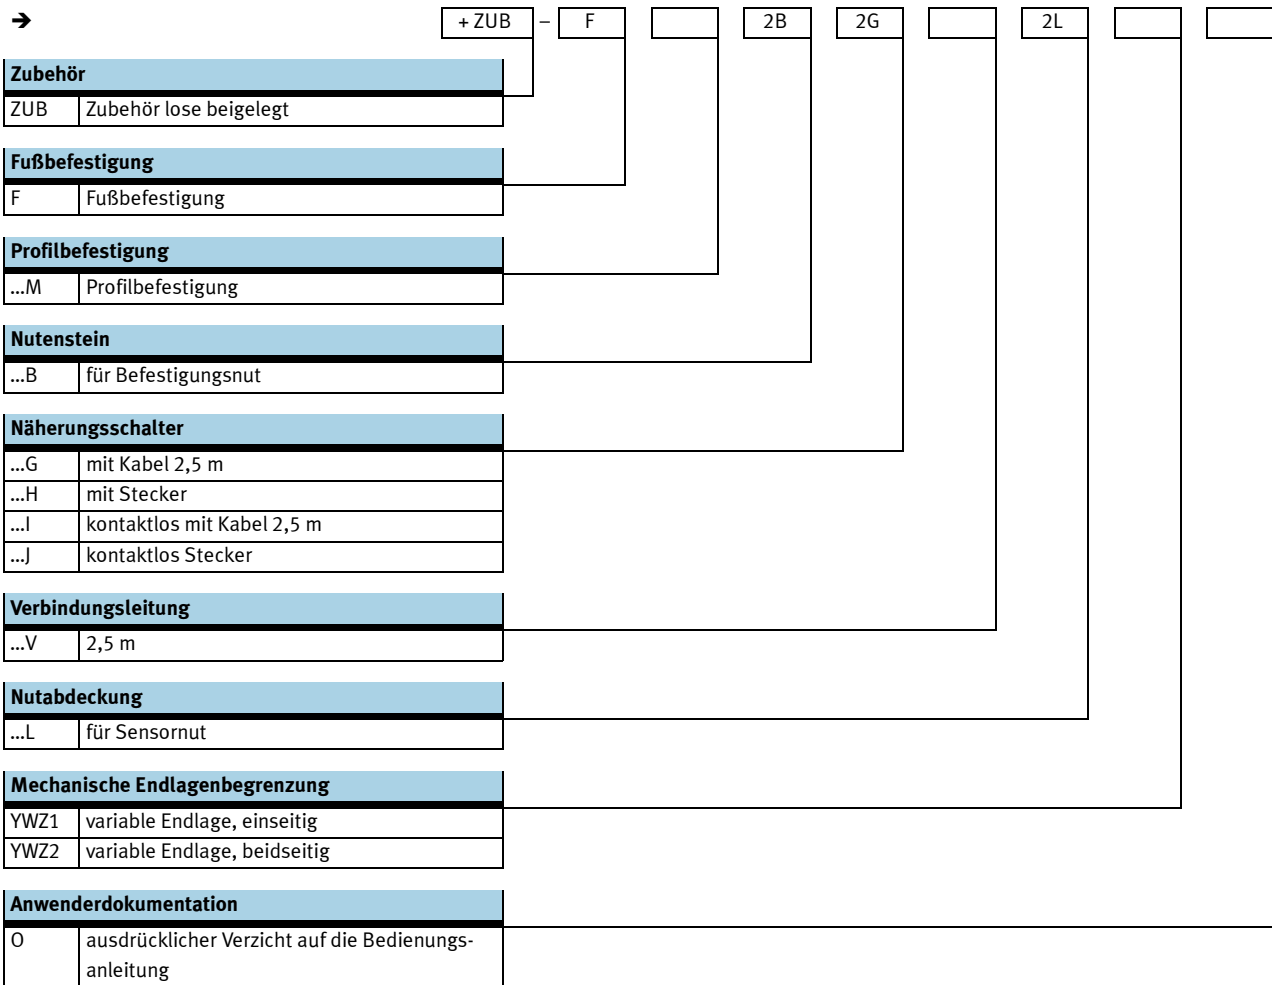 ➔ + ZUB – F 2B 2G 2L
Zubehör
ZUB Zubehör lose beigelegt
Fußbefestigung
F Fußbefestigung
Profilbefestigung
...M Profilbefestigung
Nutenstein
...B für Befestigungsnut
Näherungsschalter
...G mit Kabel 2,5 m
...H mit Stecker
...I kontaktlos mit Kabel 2,5 m
...J kontaktlos Stecker
Verbindungsleitung
...V 2,5 m
Nutabdeckung
...L für Sensornut
Mechanische Endlagenbegrenzung
YWZ1 variable Endlage, einseitig
YWZ2 variable Endlage, beidseitig
Anwenderdokumentation
O ausdrücklicher Verzicht auf die Bedienungs-
anleitung